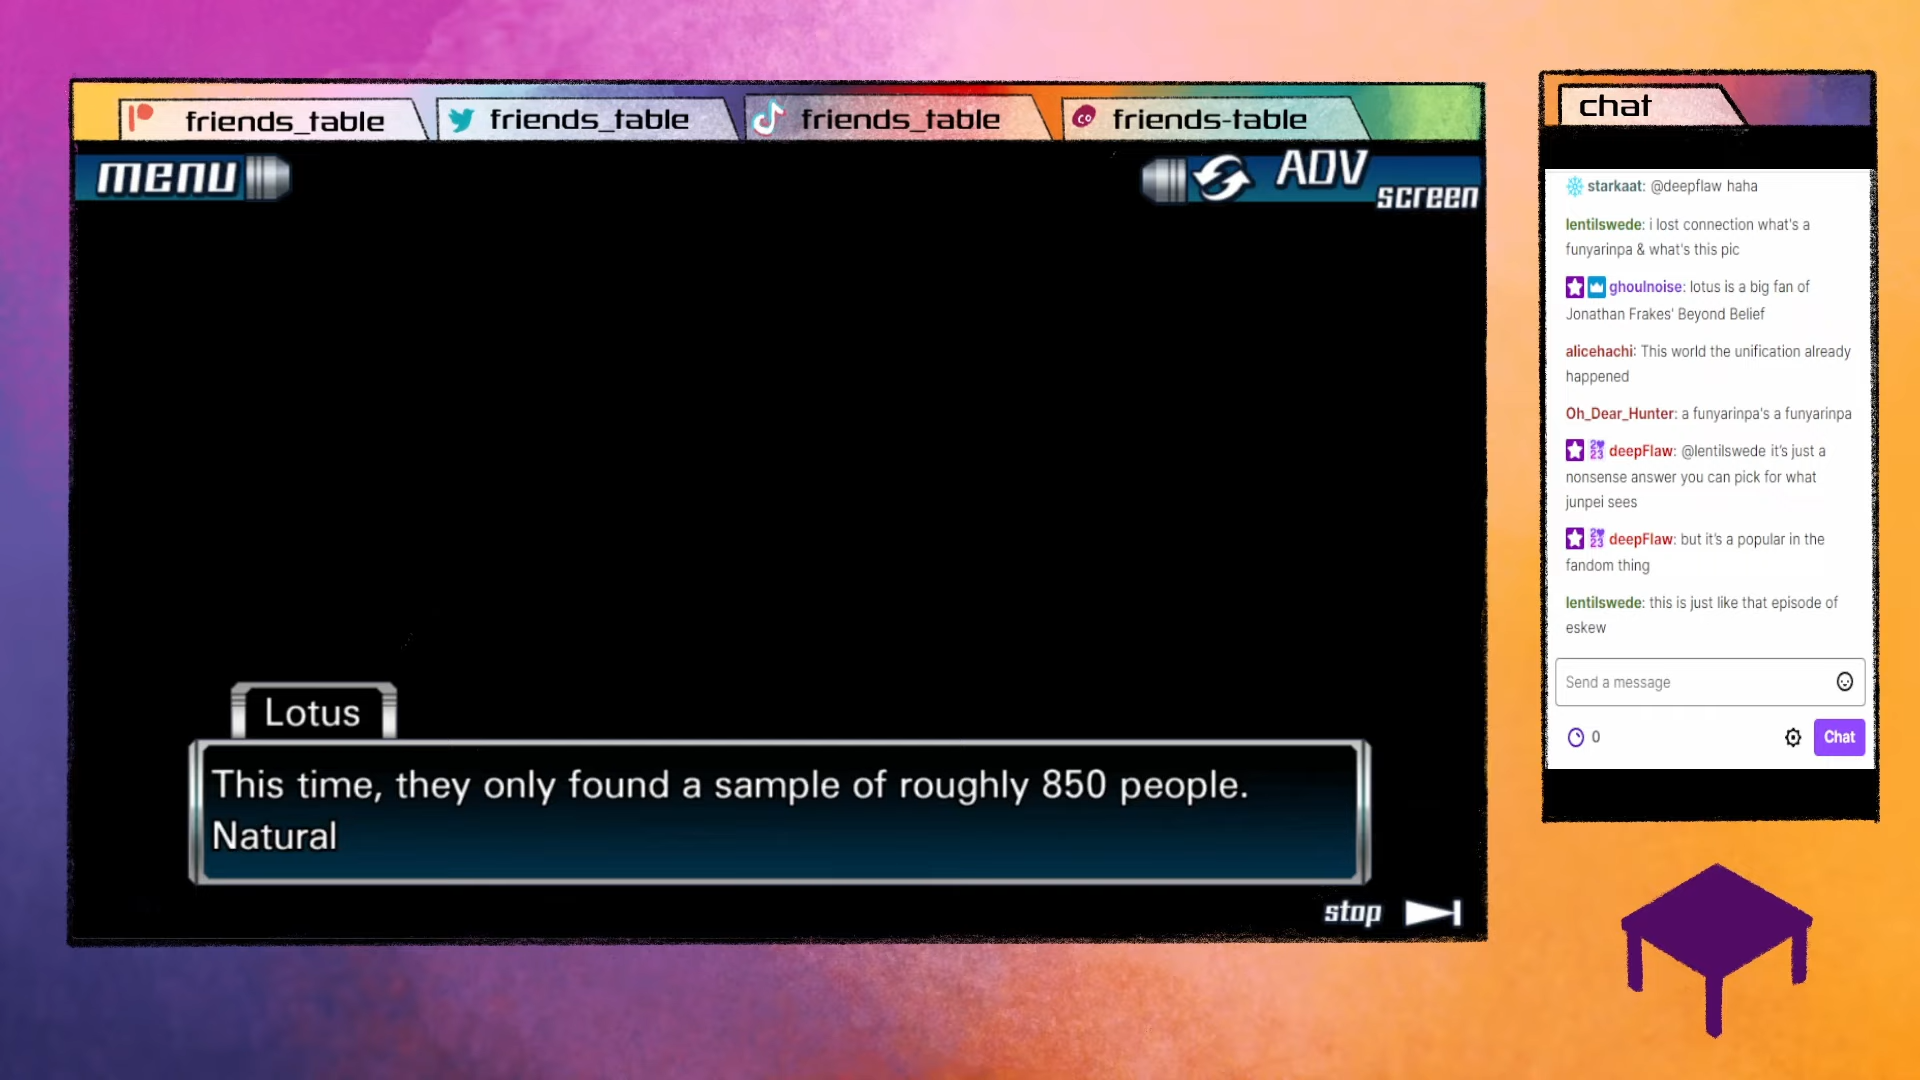 friends_table
friends_table
friends_table
friends-table
menu
ADV
screen
Lotus
This time, they only found a sample of roughly 850 people.
Natural
stop
chat
starkaat: @deepflaw haha
lentilswede: i lost connection what's a
funyarinpa & what's this pic
ghoulnoise: lotus is a big fan of
Jonathan Frakes' Beyond Belief
alicehachi: This world the unification already
happened
Oh_Dear_Hunter: a funyarinpa's a funyarinpa
deepFlaw: @lentilswede it's just a
nonsense answer you can pick for what
junpei sees
deepFlaw: but it's a popular in the
fandom thing
lentilswede: this is just like that episode of
eskew
Send a message
0
Chat